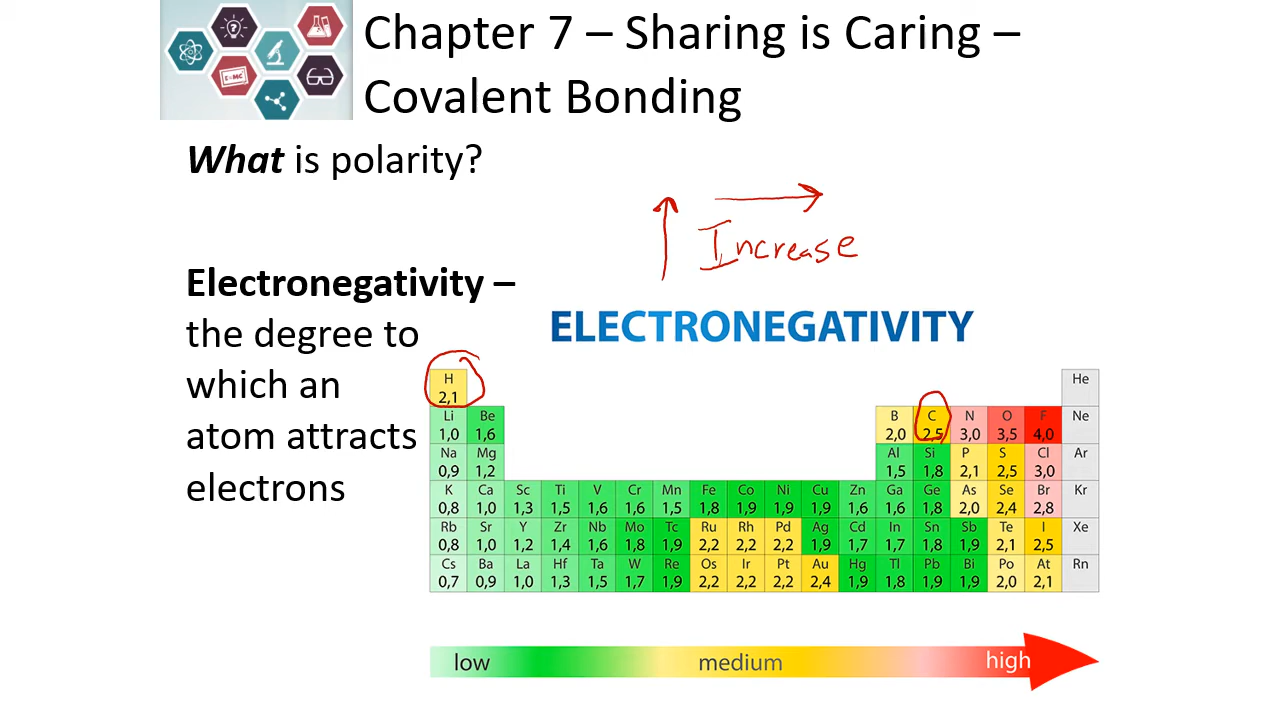 Chapter 7 – Sharing is Caring –
Covalent Bonding
What is polarity?
Increase
Electronegativity –
the degree to
which an
atom attracts
electrons
ELECTRONEGATIVITY
H He
2,1
Li Be B C N O F Ne
1,0 1,6 2,0 2,5 3,0 3,5 4,0
Na Mg Al Si P S Cl Ar
0,9 1,2 1,5 1,8 2,1 2,5 3,0
K Ca Sc Ti V Cr Mn Fe Co Ni Cu Zn Ga Ge As Se Br Kr
0,8 1,0 1,3 1,5 1,6 1,6 1,5 1,8 1,9 1,9 1,9 1,6 1,6 1,8 2,0 2,4 2,8
Rb Sr Y Zr Nb Mo Tc Ru Rh Pd Ag Cd In Sn Sb Te I Xe
0,8 1,0 1,2 1,4 1,6 1,8 1,9 2,2 2,2 2,2 1,9 1,7 1,7 1,8 1,9 2,1 2,5
Cs Ba La Hf Ta W Re Os Ir Pt Au Hg Tl Pb Bi Po At Rn
0,7 0,9 1,0 1,3 1,5 1,7 1,9 2,2 2,2 2,2 2,4 1,9 1,8 1,9 1,9 2,0 2,1
low medium high